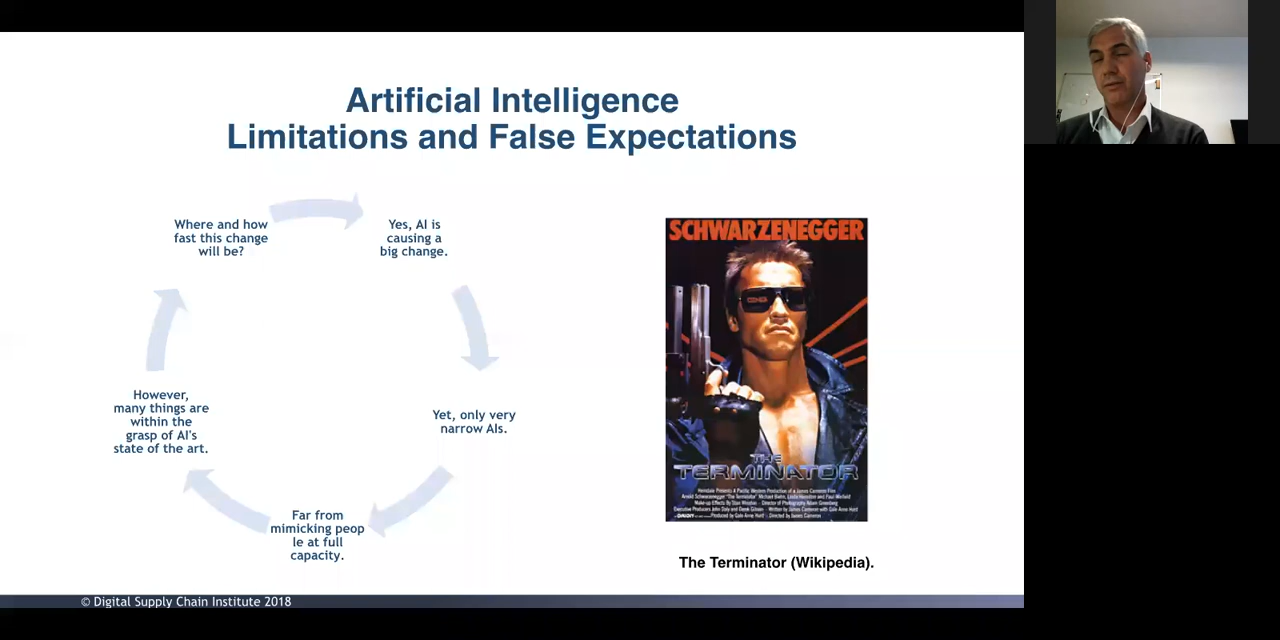 Artificial Intelligence
Limitations and False Expectations
Where and how
fast this change
will be?
Yes, AI is
causing a
big change.
Yet, only very
narrow AIs.
Far from
mimicking peop
le at full
capacity.
However,
many things are
within the
grasp of AI's
state of the art.
SCHWARZENEGGER
THE
TERMINATOR
The Terminator (Wikipedia).
© Digital Supply Chain Institute 2018